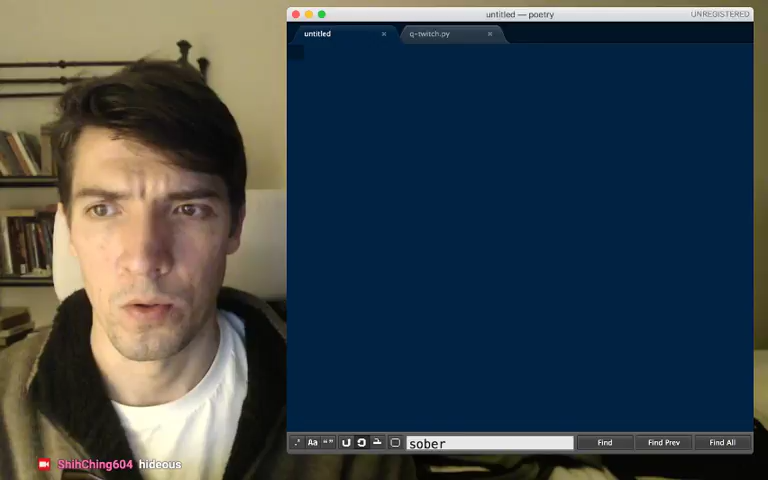 untitled — poetry
UNREGISTERED
untitled ×
q-twitch.py ×
.* Aa “” sober Find Find Prev Find All
ShihChing604 hideous